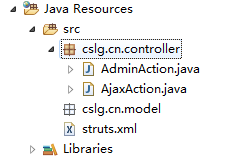 Java Resources
src
cslg.cn.controller
AdminAction.java
AjaxAction.java
cslg.cn.model
struts.xml
Libraries